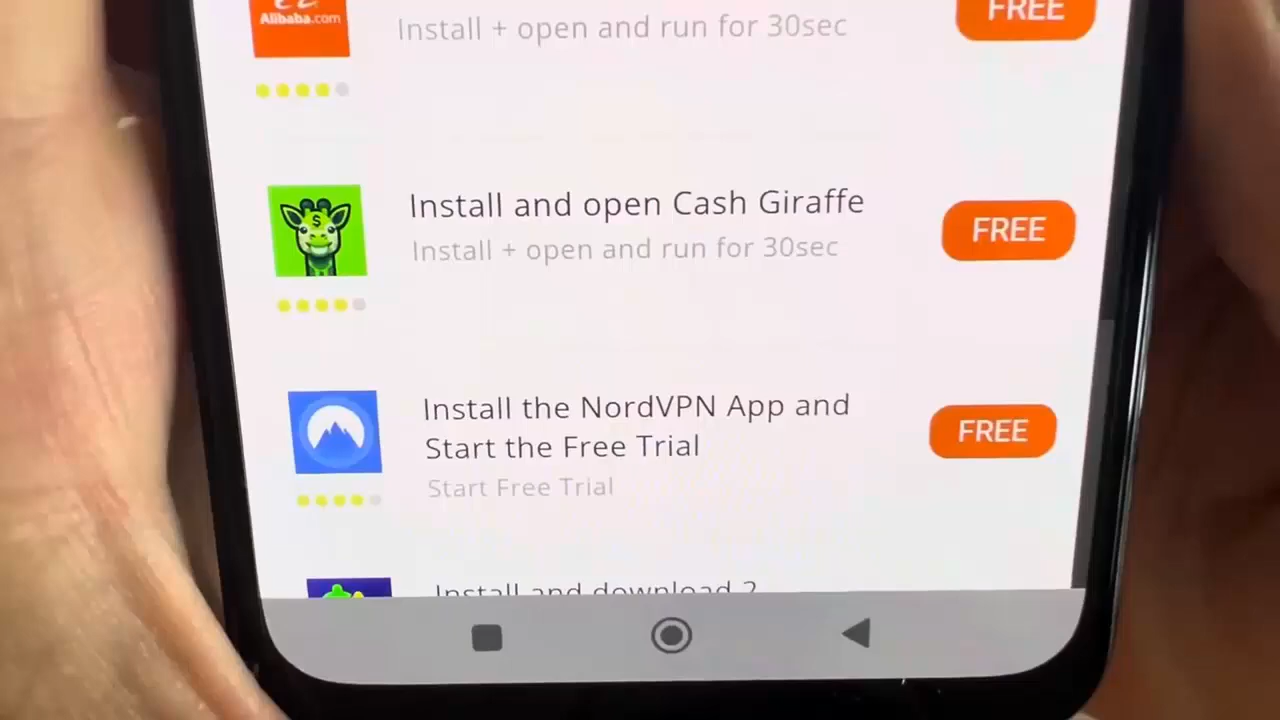 Alibaba.com
Install + open and run for 30sec
FREE
Install and open Cash Giraffe
Install + open and run for 30sec
FREE
$
Install the NordVPN App and
Start the Free Trial
Start Free Trial
FREE
Install and download 2